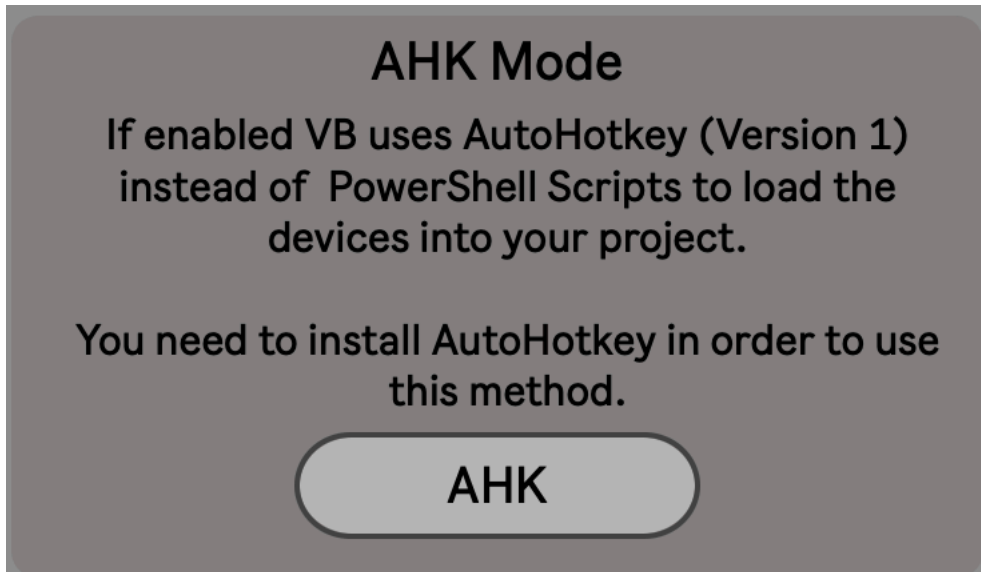 AHK Mode
If enabled VB uses AutoHotkey (Version 1)
instead of  PowerShell Scripts to load the
devices into your project.
You need to install AutoHotkey in order to use
this method.
AHK